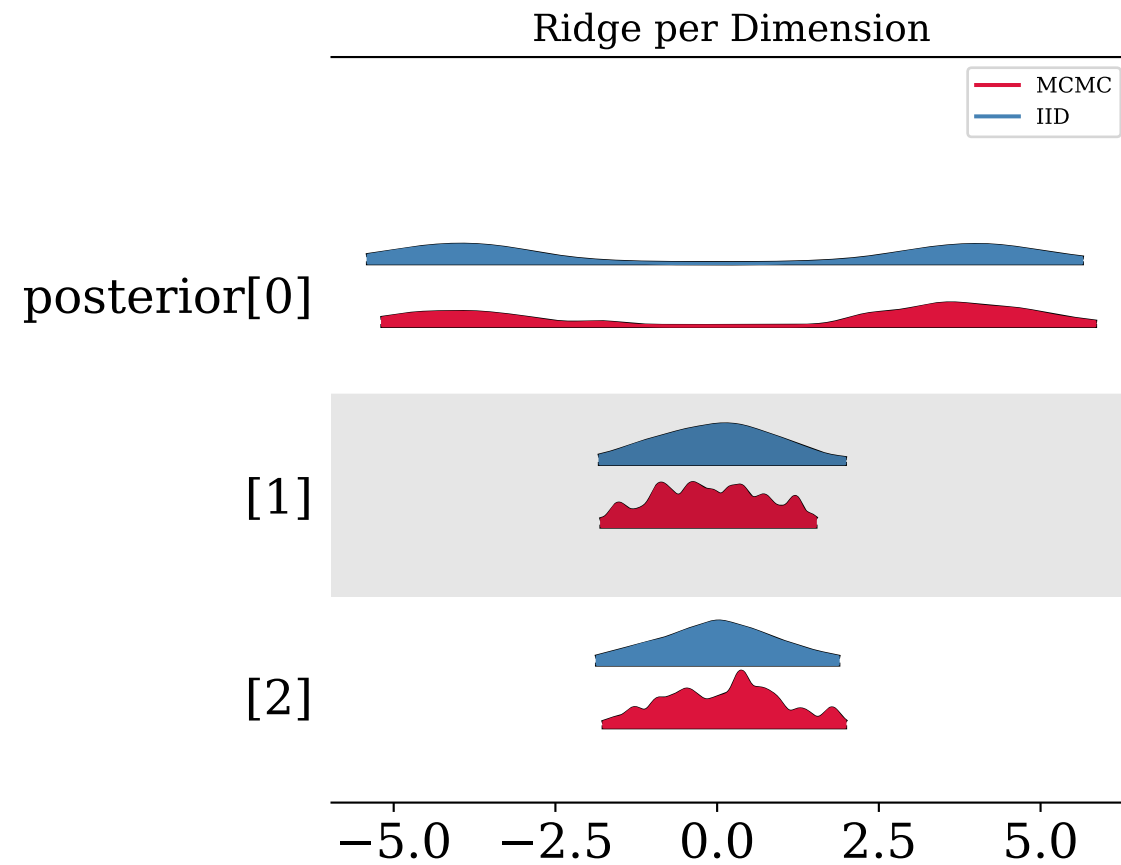 Ridge per Dimension
MCMC
IID
posterior[0]
[1]
[2]
−5.0 −2.5 0.0 2.5 5.0